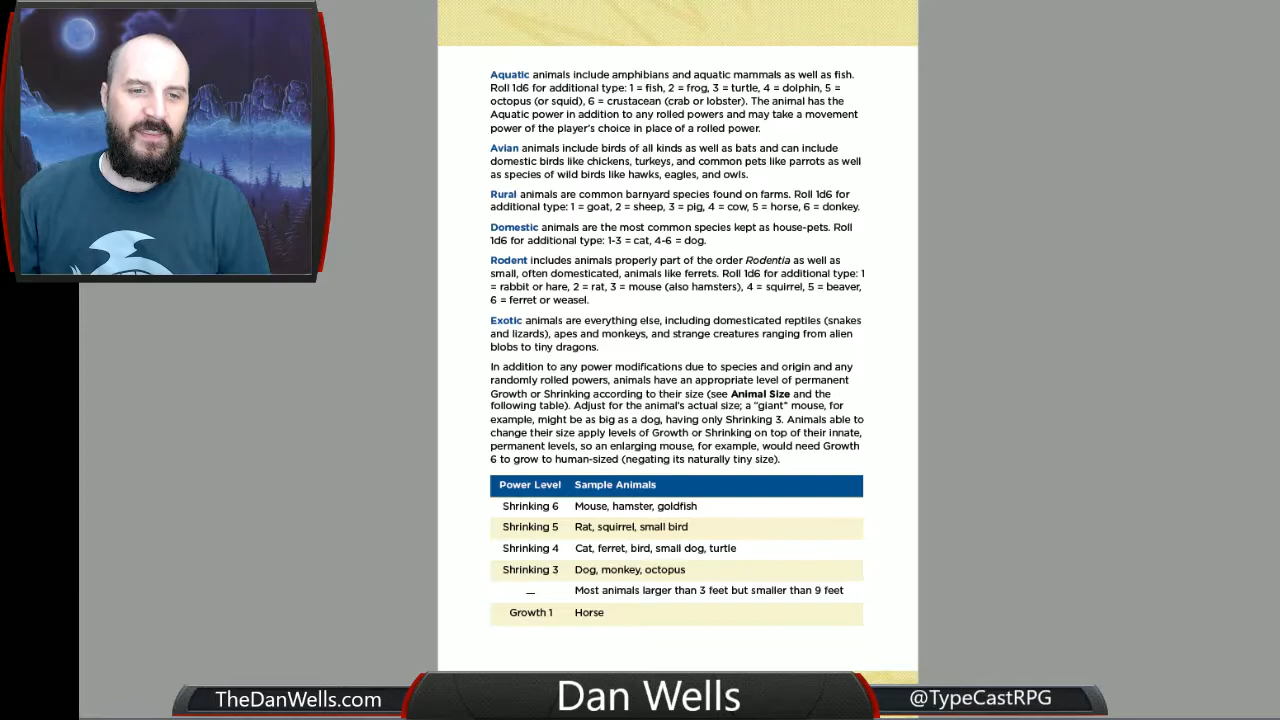 Aquatic animals include amphibians and aquatic mammals as well as fish.
Roll 1d6 for additional type: 1 = fish, 2 = frog, 3 = turtle, 4 = dolphin, 5 =
octopus (or squid), 6 = crustacean (crab or lobster). The animal has the
Aquatic power in addition to any rolled powers and may take a movement
power of the player's choice in place of a rolled power.
Avian animals include birds of all kinds as well as bats and can include
domestic birds like chickens, turkeys, and common pets like parrots as well
as species of wild birds like hawks, eagles, and owls.
Rural animals are common barnyard species found on farms. Roll 1d6 for
additional type: 1 = goat, 2 = sheep, 3 = pig, 4 = cow, 5 = horse, 6 = donkey.
Domestic animals are the most common species kept as house-pets. Roll
1d6 for additional type: 1-3 = cat, 4-6 = dog.
Rodent includes animals properly part of the order Rodentia as well as
small, often domesticated, animals like ferrets. Roll 1d6 for additional type: 1
= rabbit or hare, 2 = rat, 3 = mouse (also hamsters), 4 = squirrel, 5 = beaver,
6 = ferret or weasel.
Exotic animals are everything else, including domesticated reptiles (snakes
and lizards), apes and monkeys, and strange creatures ranging from alien
blobs to tiny dragons.
In addition to any power modifications due to species and origin and any
randomly rolled powers, animals have an appropriate level of permanent
Growth or Shrinking according to their size (see Animal Size and the
following table). Adjust for the animal's actual size; a "giant" mouse, for
example, might be as big as a dog, having only Shrinking 3. Animals able to
change their size apply levels of Growth or Shrinking on top of their innate,
permanent levels, so an enlarging mouse, for example, would need Growth
6 to grow to human-sized (negating its naturally tiny size).
Power Level Sample Animals
Shrinking 6 Mouse, hamster, goldfish
Shrinking 5 Rat, squirrel, small bird
Shrinking 4 Cat, ferret, bird, small dog, turtle
Shrinking 3 Dog, monkey, octopus
— Most animals larger than 3 feet but smaller than 9 feet
Growth 1 Horse
TheDanWells.com Dan Wells @TypeCastRPG